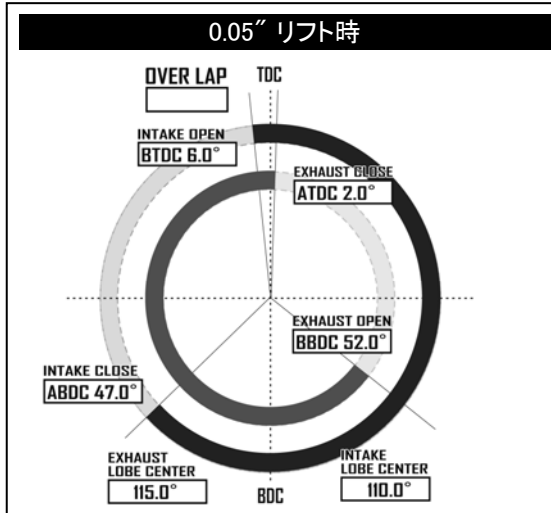 0.05″ リフト時
OVER LAP
TDC
INTAKE OPEN
BTDC 6.0°
EXHAUST CLOSE
ATDC 2.0°
EXHAUST OPEN
BBDC 52.0°
INTAKE CLOSE
ABDC 47.0°
EXHAUST
LOBE CENTER
115.0°
BDC
INTAKE
LOBE CENTER
110.0°